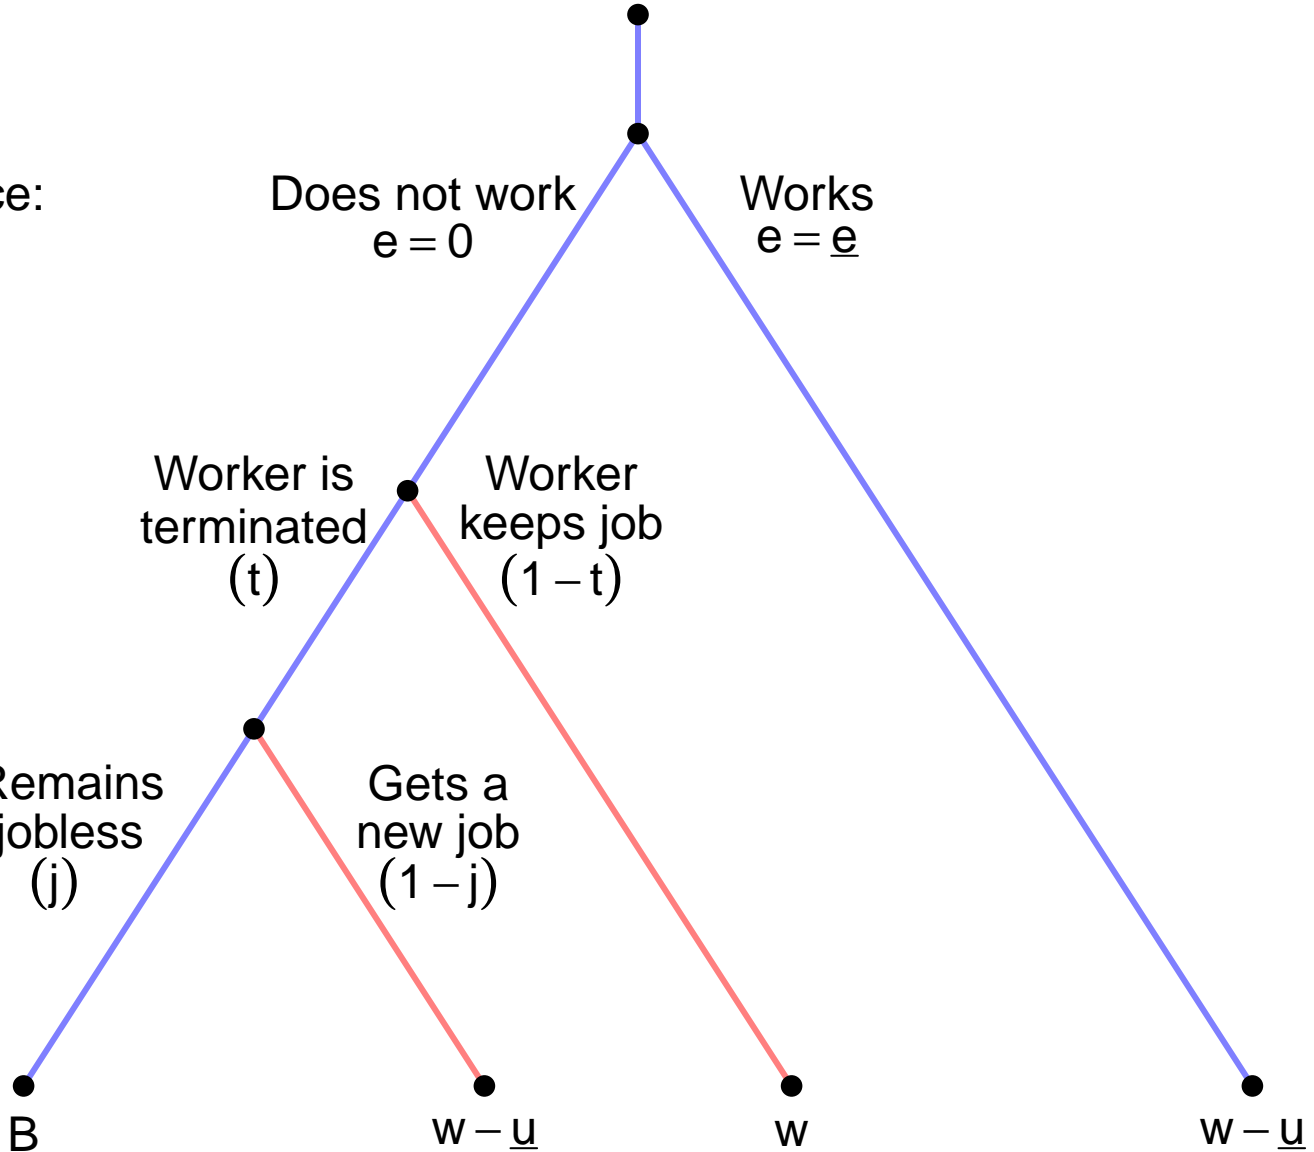 ce:
Does not work
e = 0
Works
e = e
Worker is
terminated
(t)
Worker
keeps job
(1 – t)
Remains
jobless
(j)
Gets a
new job
(1 – j)
B
w – u
w
w – u